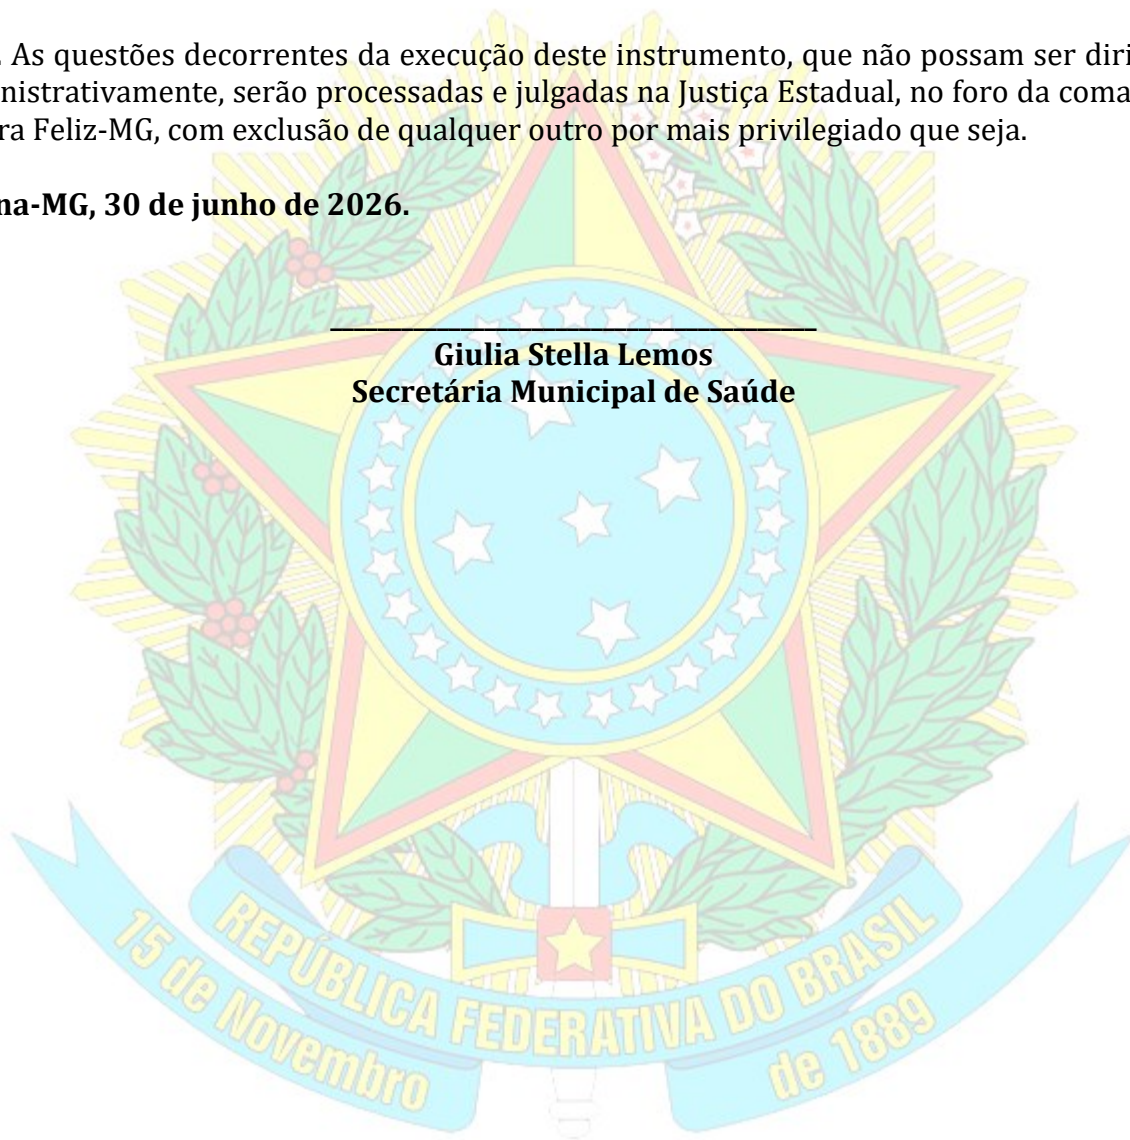 . As questões decorrentes da execução deste instrumento, que não possam ser diri
nistrativamente, serão processadas e julgadas na Justiça Estadual, no foro da coma
ra Feliz-MG, com exclusão de qualquer outro por mais privilegiado que seja.
na-MG, 30 de junho de 2026.
Giulia Stella Lemos
Secretária Municipal de Saúde
REPÚBLICA FEDERATIVA DO BRASIL
15 de Novembro de 1889